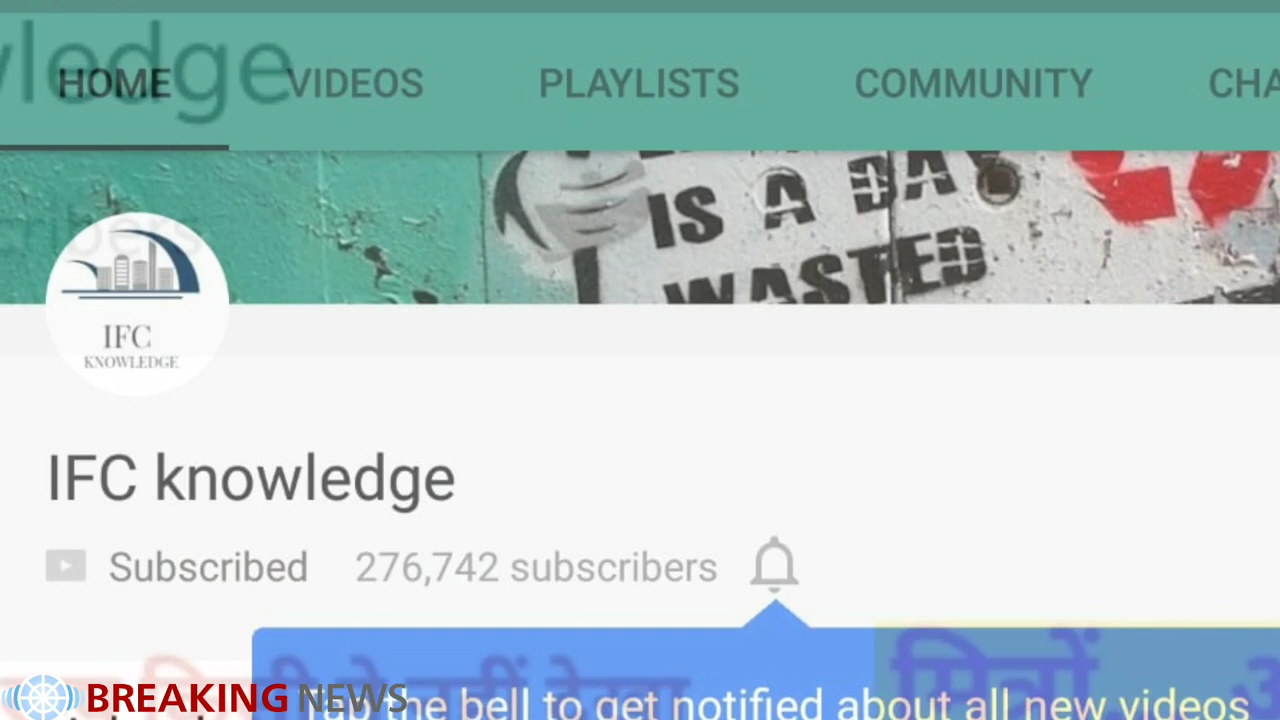 wledge
HOME VIDEOS PLAYLISTS COMMUNITY CHA
IS A DAY
WASTED
IFC
KNOWLEDGE
IFC knowledge
Subscribed 276,742 subscribers
मित्रों
Tap the bell to get notified about all new videos
BREAKING NEWS